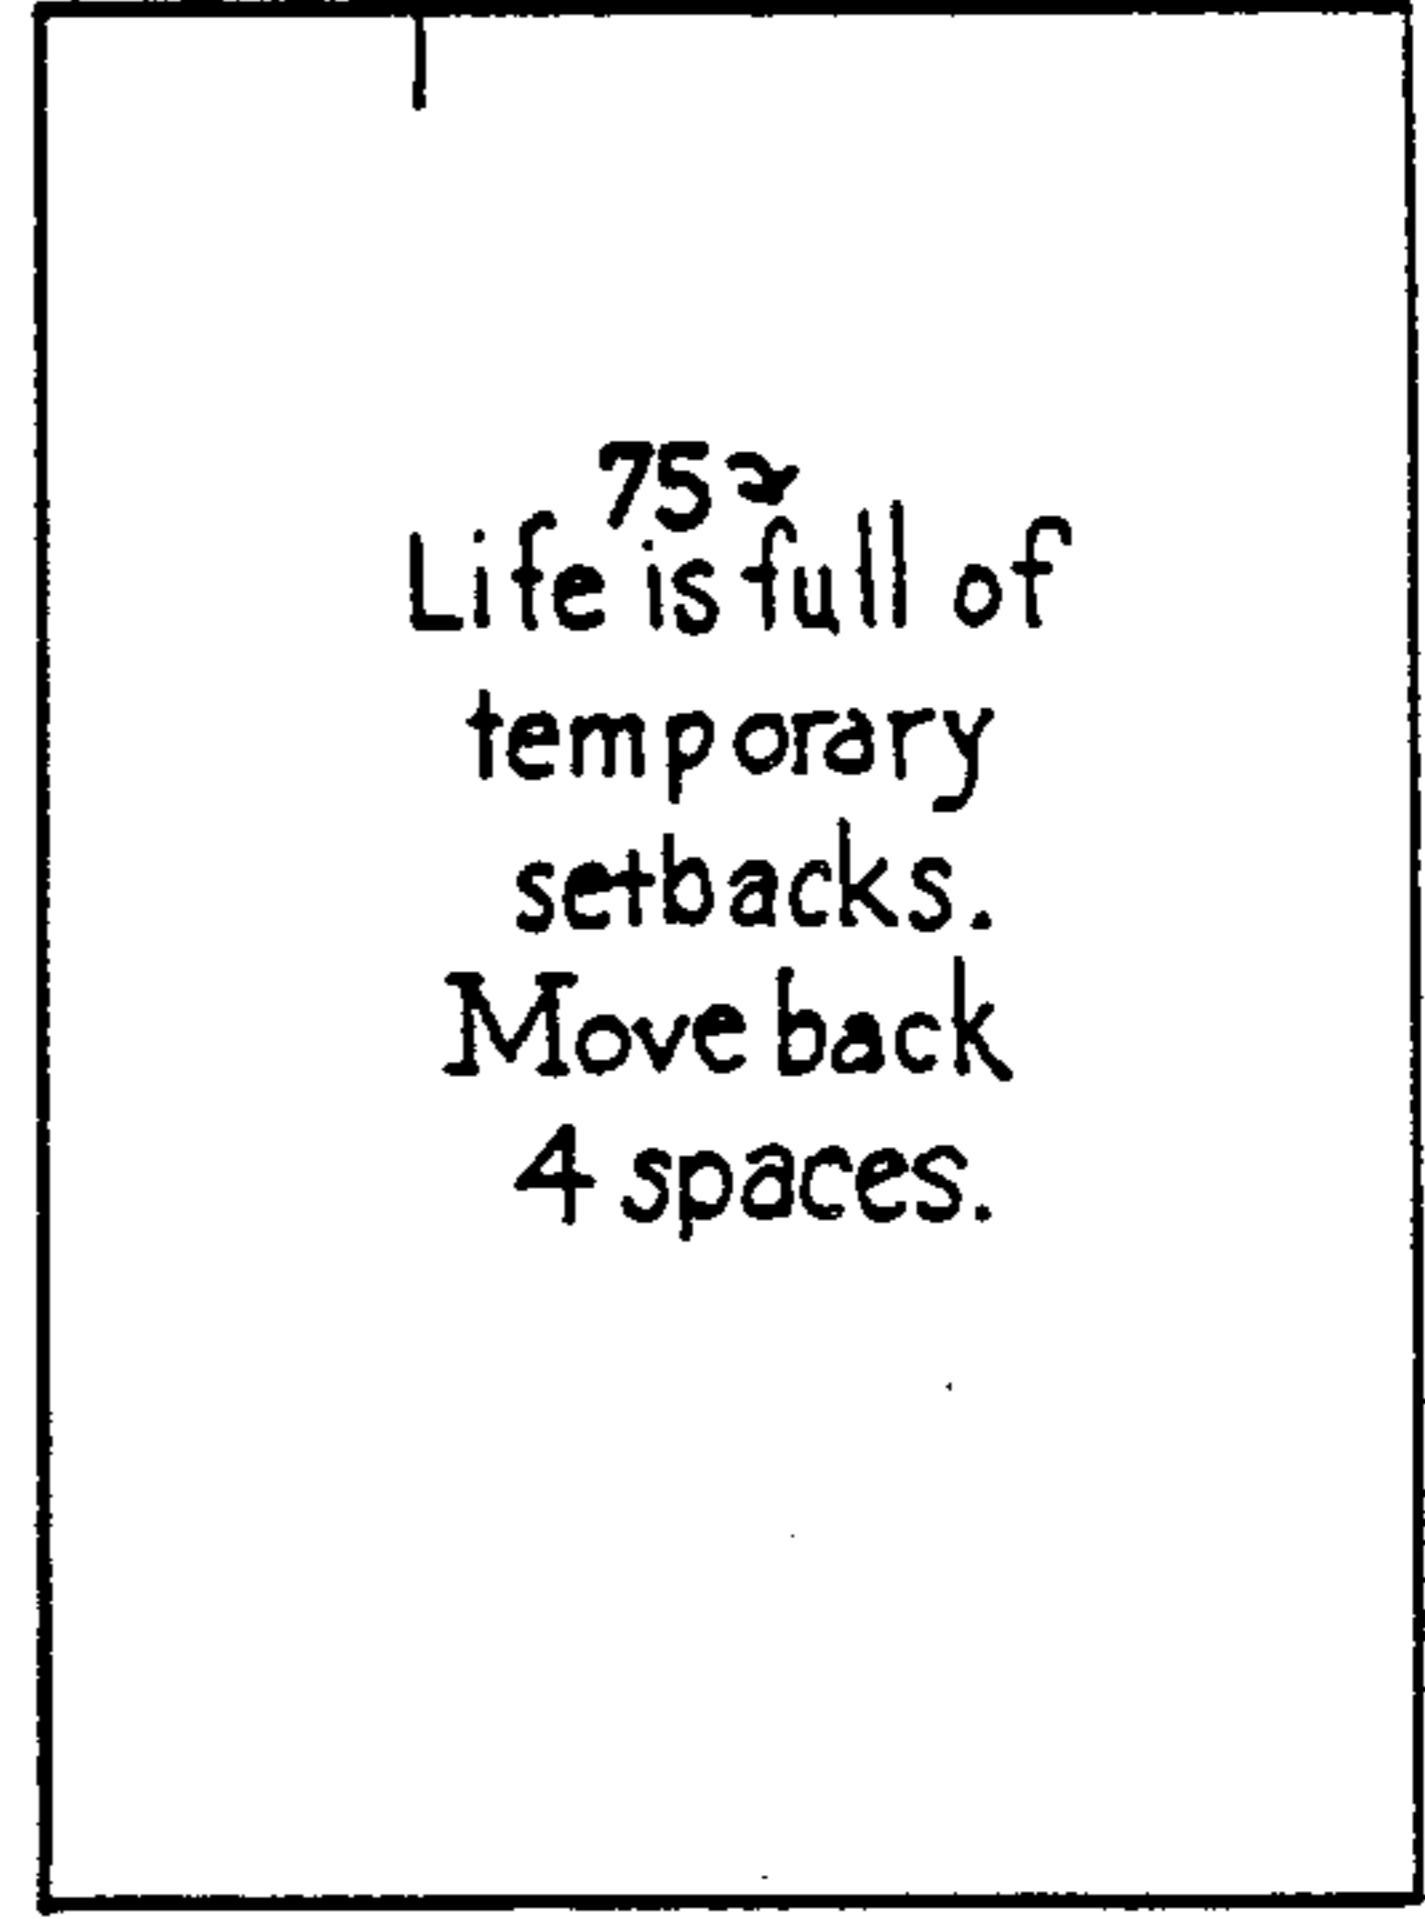 75
Life is full of
temporary
setbacks.
Move back
4 spaces.